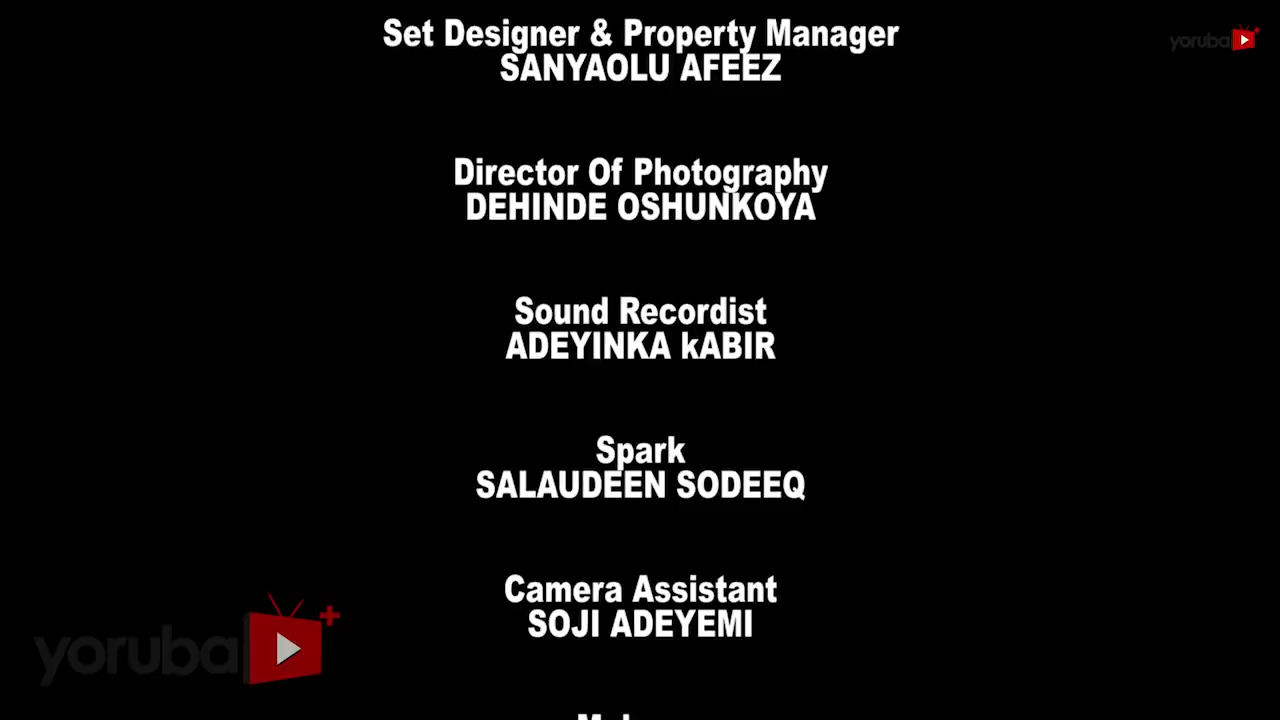 Set Designer & Property Manager
SANYAOLU AFEEZ
yoruba
Director Of Photography
DEHINDE OSHUNKOYA
Sound Recordist
ADEYINKA kABIR
Spark
SALAUDEEN SODEEQ
Camera Assistant
SOJI ADEYEMI
yoruba+